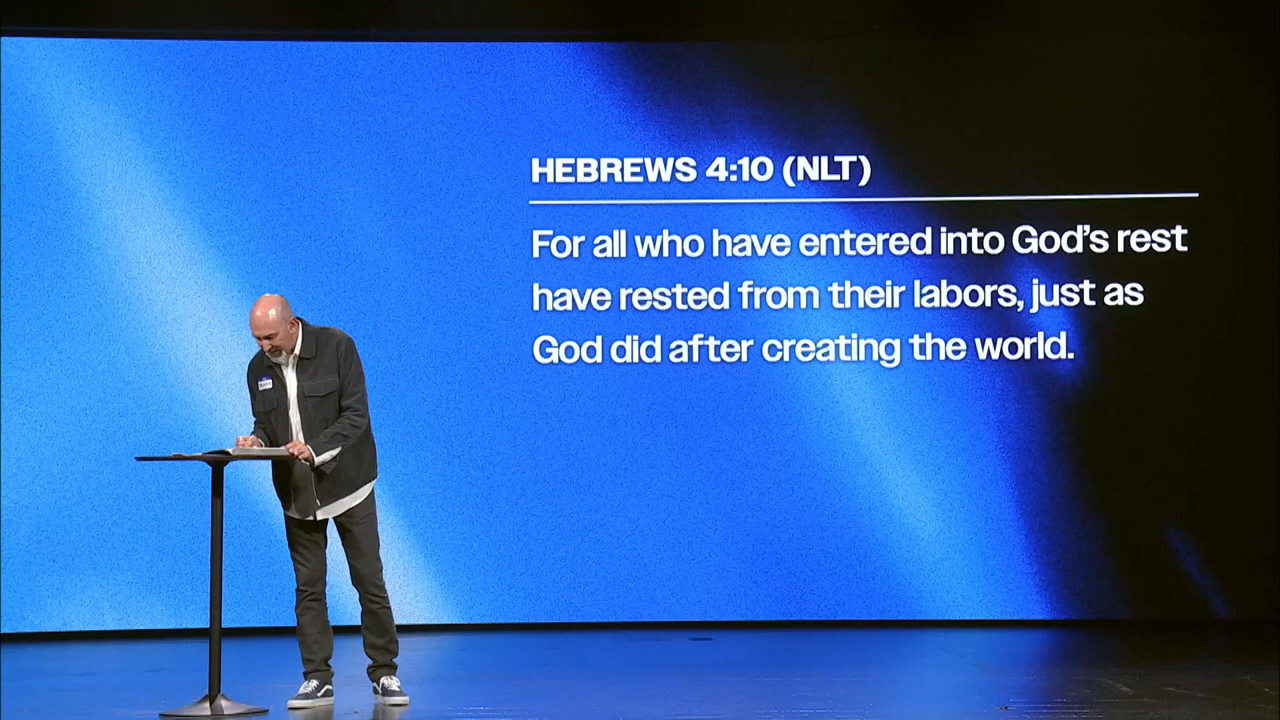 HEBREWS 4:10 (NLT)
For all who have entered into God's rest
have rested from their labors, just as
God did after creating the world.